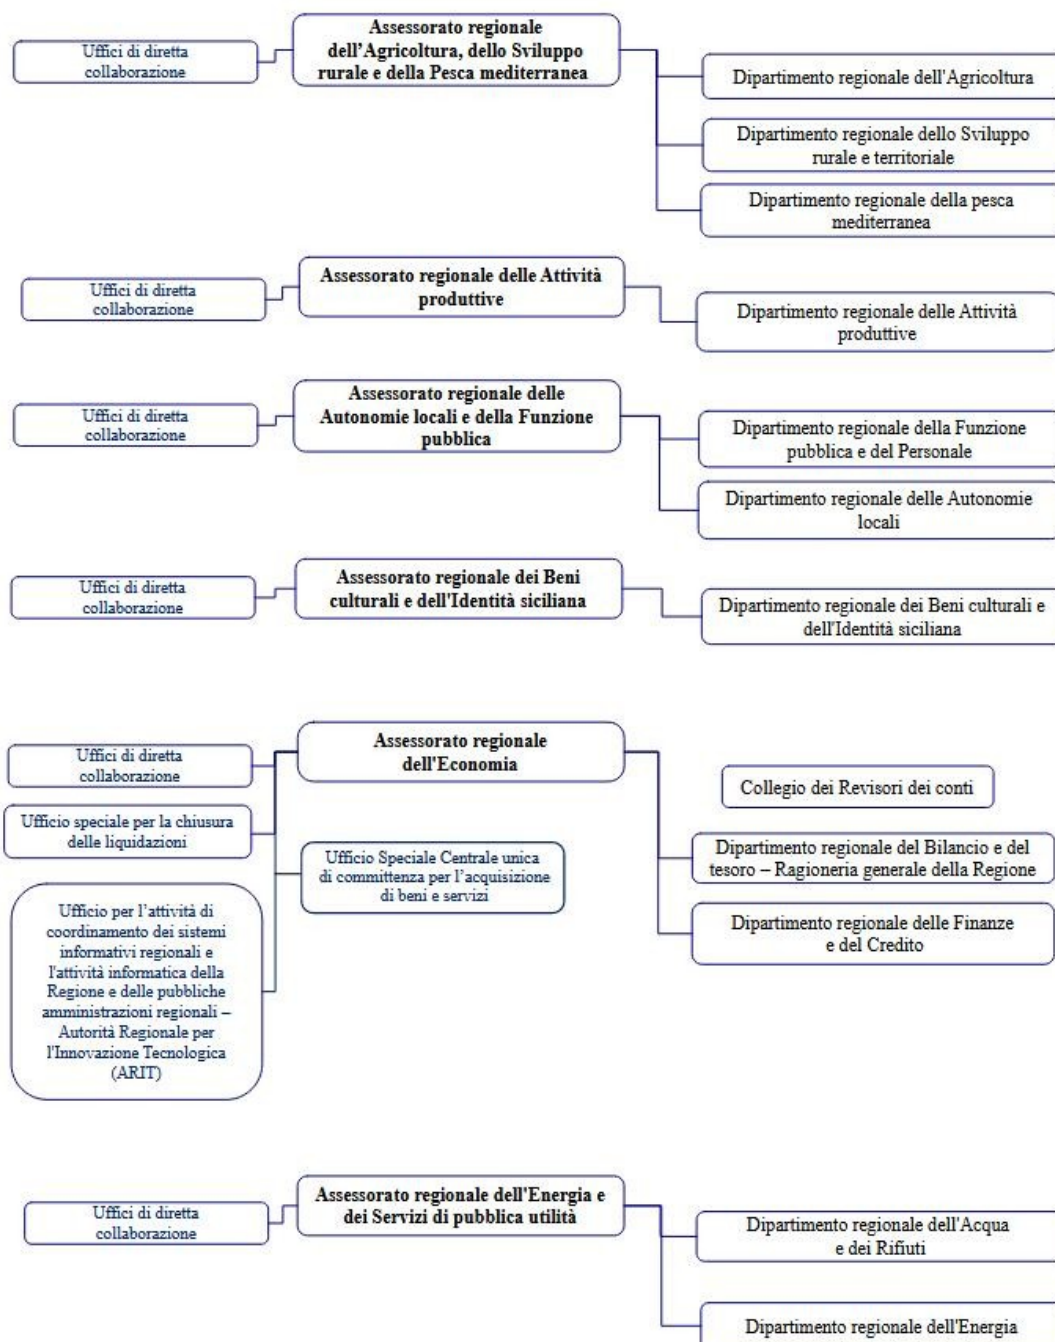 Assessorato regionale
dell’Agricoltura, dello Sviluppo
rurale e della Pesca mediterranea
Uffici di diretta
collaborazione
Dipartimento regionale dell'Agricoltura
Dipartimento regionale dello Sviluppo
rurale e territoriale
Dipartimento regionale della pesca
mediterranea
Assessorato regionale delle Attività
produttive
Uffici di diretta
collaborazione
Dipartimento regionale delle Attività
produttive
Assessorato regionale delle
Autonomie locali e della Funzione
pubblica
Uffici di diretta
collaborazione
Dipartimento regionale della Funzione
pubblica e del Personale
Dipartimento regionale delle Autonomie
locali
Assessorato regionale dei Beni
culturali e dell'Identità siciliana
Uffici di diretta
collaborazione
Dipartimento regionale dei Beni culturali e
dell'Identità siciliana
Assessorato regionale
dell'Economia
Uffici di diretta
collaborazione
Collegio dei Revisori dei conti
Ufficio speciale per la chiusura
delle liquidazioni
Ufficio Speciale Centrale unica
di committenza per l’acquisizione
di beni e servizi
Dipartimento regionale del Bilancio e del
tesoro – Ragioneria generale della Regione
Ufficio per l’attività di
coordinamento dei sistemi
informativi regionali e
l'attività informatica della
Regione e delle pubbliche
amministrazioni regionali –
Autorità Regionale per
l'Innovazione Tecnologica
(ARIT)
Dipartimento regionale delle Finanze
e del Credito
Assessorato regionale dell'Energia e
dei Servizi di pubblica utilità
Uffici di diretta
collaborazione
Dipartimento regionale dell'Acqua
e dei Rifiuti
Dipartimento regionale dell'Energia